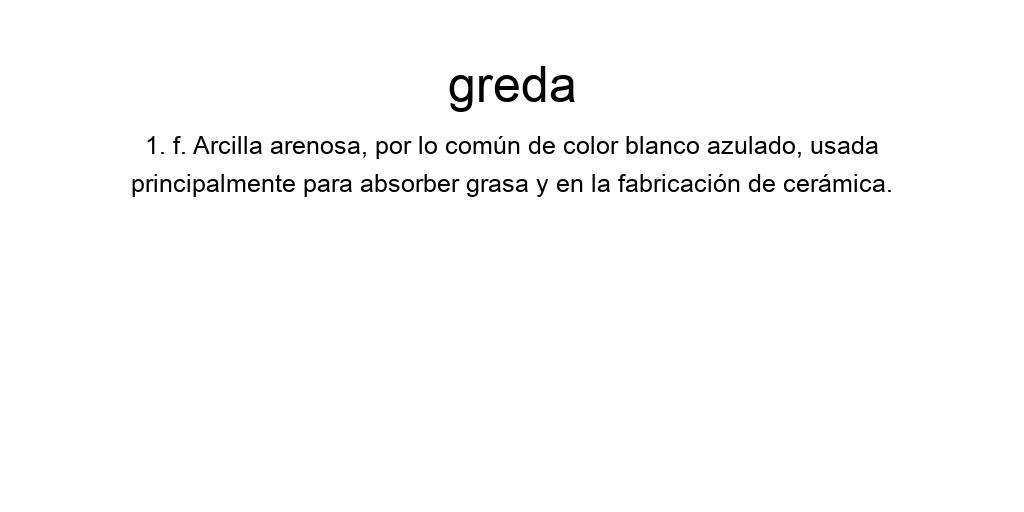 greda
1. f. Arcilla arenosa, por lo común de color blanco azulado, usada
principalmente para absorber grasa y en la fabricación de cerámica.